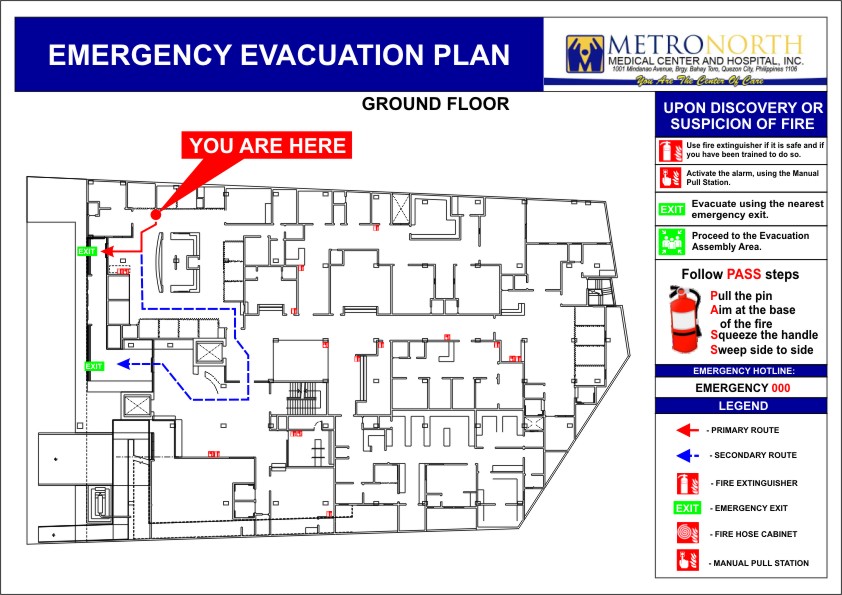 EMERGENCY EVACUATION PLAN
METRONORTH
MEDICAL CENTER AND HOSPITAL, INC.
1001 Mindanao Avenue, Brgy. Bahay Toro, Quezon City, Philippines 1106
You Are The Center Of Care
GROUND FLOOR
YOU ARE HERE
EXIT
EXIT
UPON DISCOVERY OR
SUSPICION OF FIRE
Use fire extinguisher if it is safe and if
you have been trained to do so.
Activate the alarm, using the Manual
Pull Station.
EXIT
Evacuate using the nearest
emergency exit.
Proceed to the Evacuation
Assembly Area.
Follow PASS steps
Pull the pin
Aim at the base
of the fire
Squeeze the handle
Sweep side to side
EMERGENCY HOTLINE:
EMERGENCY 000
LEGEND
- PRIMARY ROUTE
- SECONDARY ROUTE
- FIRE EXTINGUISHER
EXIT
- EMERGENCY EXIT
- FIRE HOSE CABINET
- MANUAL PULL STATION